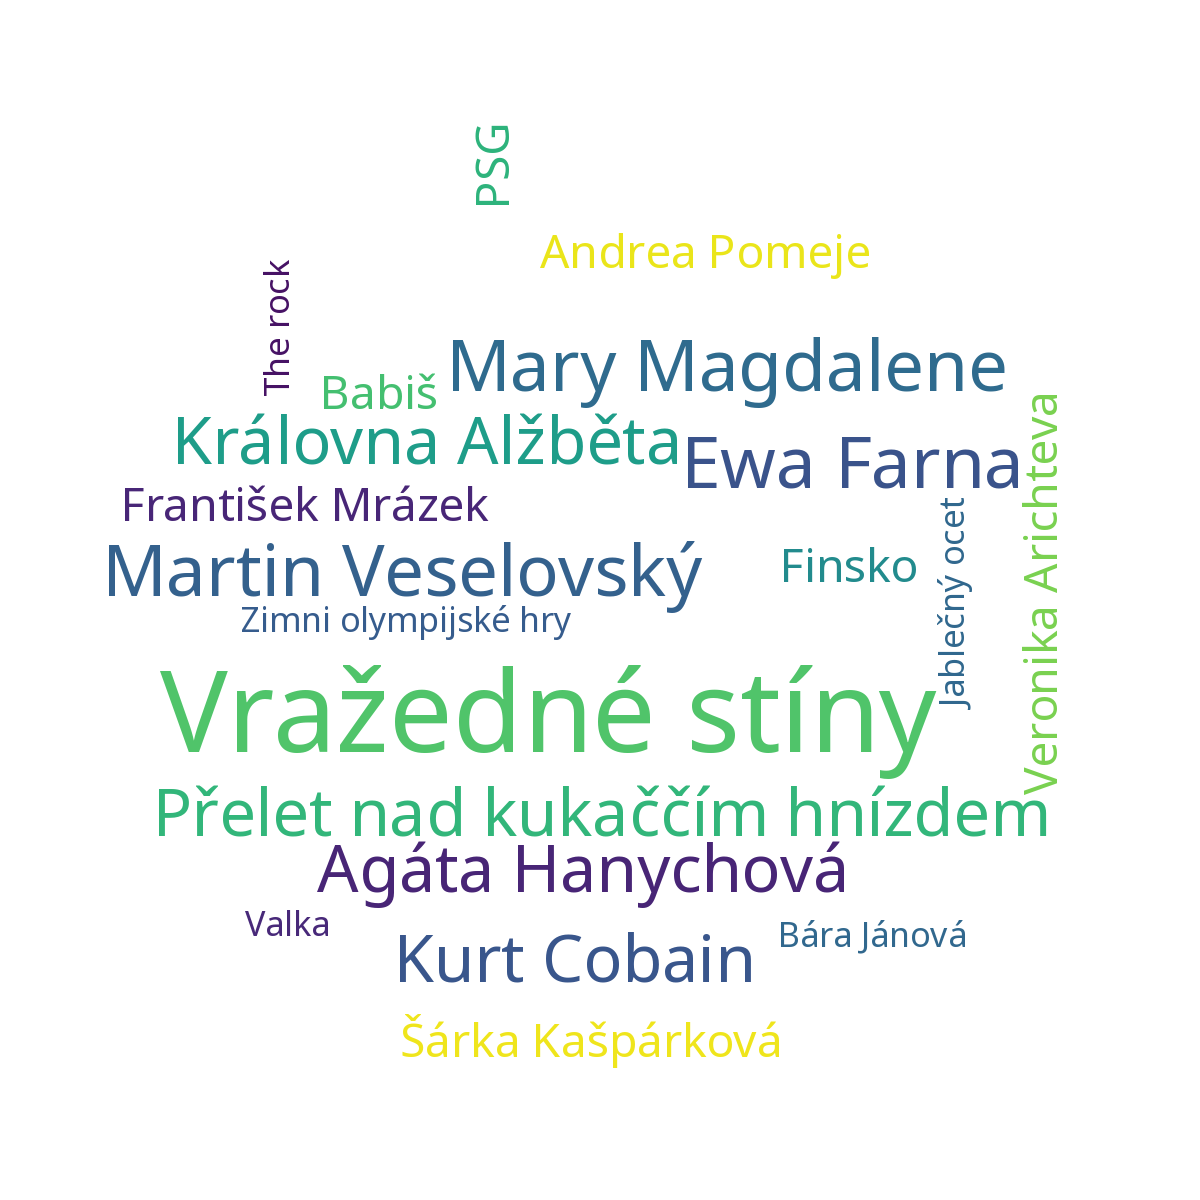 PSG
Andrea Pomeje
The rock
Mary Magdalene
Babiš
Královna Alžběta
Ewa Farna
Veronika Arichteva
František Mrázek
Jablečný ocet
Martin Veselovský
Finsko
Zimni olympijské hry
Vražedné stíny
Přelet nad kukaččím hnízdem
Agáta Hanychová
Valka
Bára Jánová
Kurt Cobain
Šárka Kašpárková